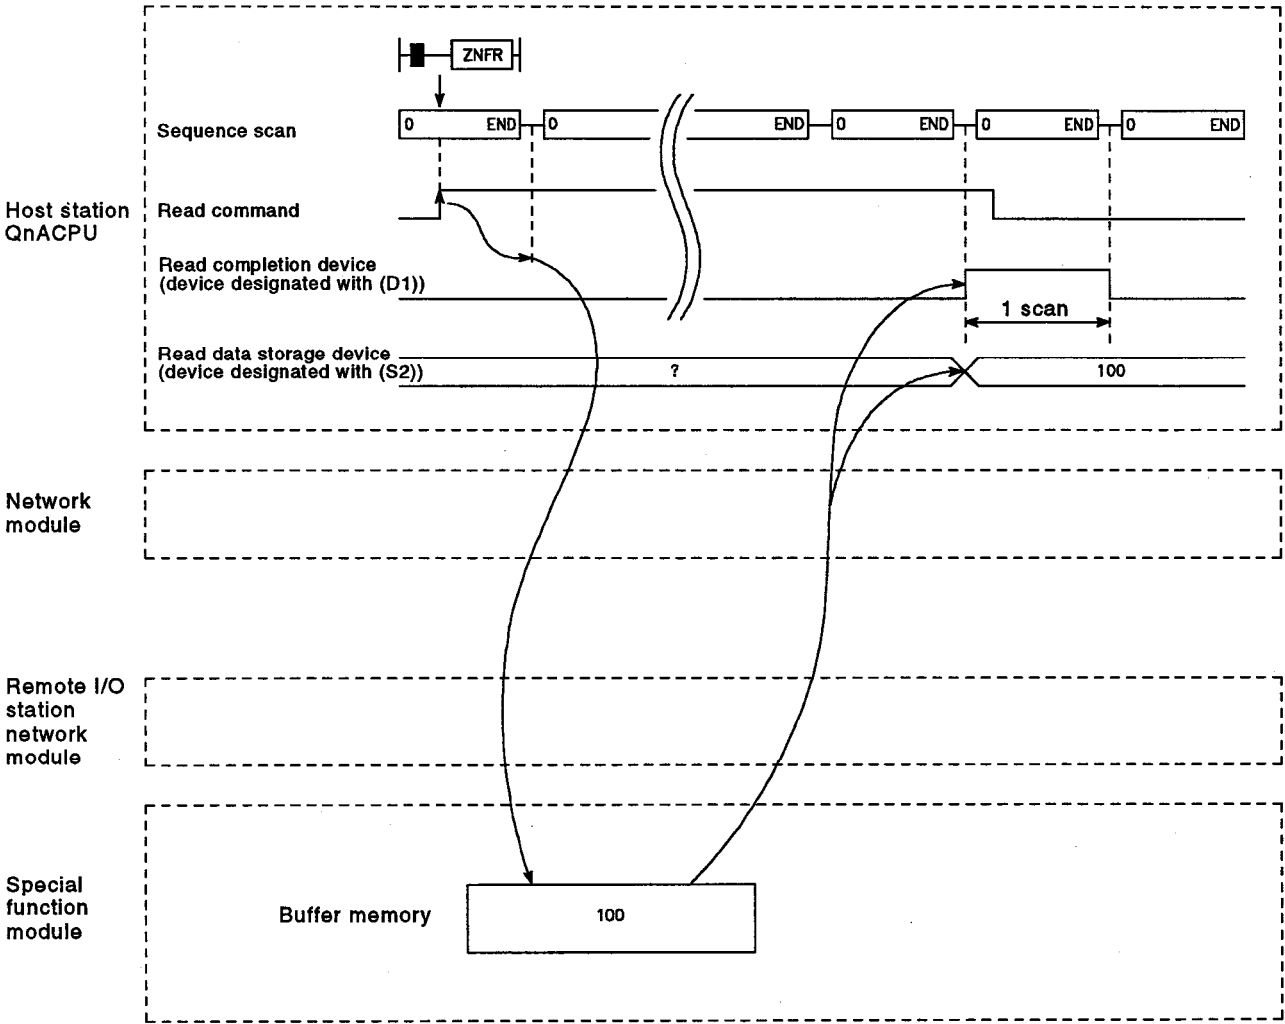 ZNFR
Sequence scan
0 END 0 END 0 END 0 END 0 END
Host station
QnACPU
Read command
Read completion device
(device designated with (D1))
1 scan
Read data storage device
(device designated with (S2))
?
100
Network
module
Remote I/O
station
network
module
Special
function
module
Buffer memory
100